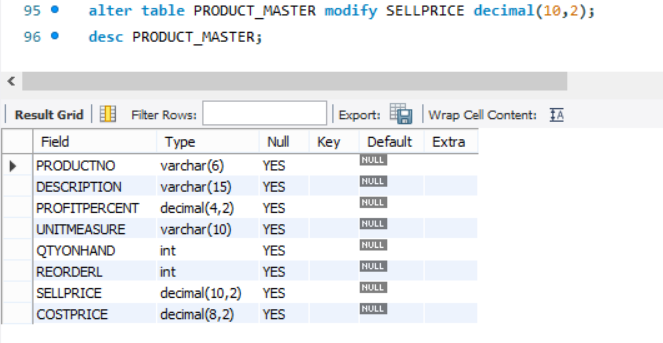 95 alter table PRODUCT_MASTER modify SELLPRICE decimal(10,2);
96 desc PRODUCT_MASTER;
Result Grid Filter Rows: Export: Wrap Cell Content: IA
Field Type Null Key Default Extra
PRODUCTNO varchar(6) YES NULL
DESCRIPTION varchar(15) YES NULL
PROFITPERCENT decimal(4,2) YES NULL
UNITMEASURE varchar(10) YES NULL
QTYONHAND int YES NULL
REORDERL int YES NULL
SELLPRICE decimal(10,2) YES NULL
COSTPRICE decimal(8,2) YES NULL